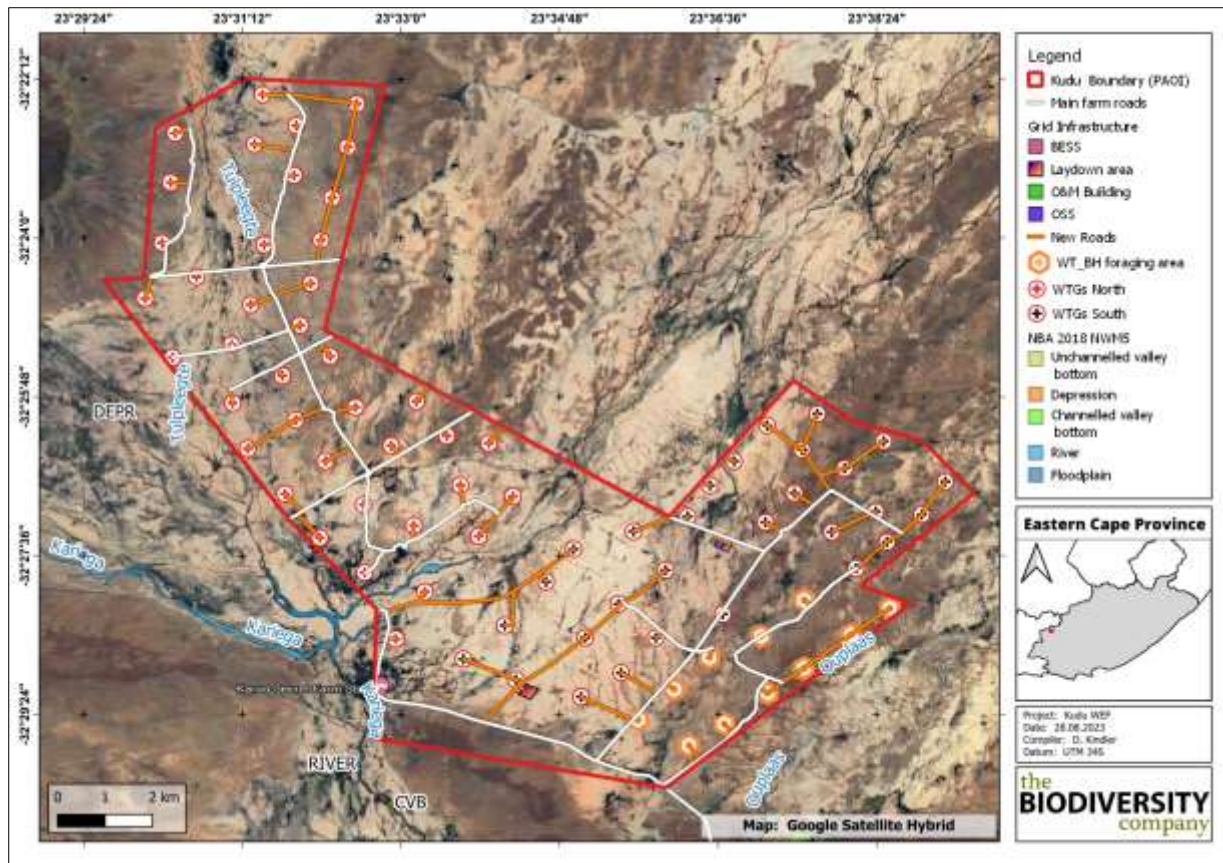 23°29'24"
23°31'12"
23°33'0"
23°34'48"
23°36'36"
23°38'24"
-32°22'12"
-32°24'0"
-32°25'48"
-32°27'36"
-32°29'24"
Tulpleegte
Tulpleegte
DEPR
Kariega
Kariega
Kariega
RIVER
CVB
Ouplaas
Ouplaas
0 1 2 km
Map: Google Satellite Hybrid
Legend
Kudu Boundary (PAOI)
Main farm roads
Grid Infrastructure
BESS
Laydown area
O&M Building
OSS
New Roads
WT_BH foraging area
WTGs North
WTGs South
NBA 2018 NWM5
Unchannelled valley
bottom
Depression
Channelled valley
bottom
River
Floodplain
Eastern Cape Province
Project: Kudu WEF
Date: 28.08.2023
Compiler: D. Kindler
Datum: UTM 34S
the
BIODIVERSITY
company